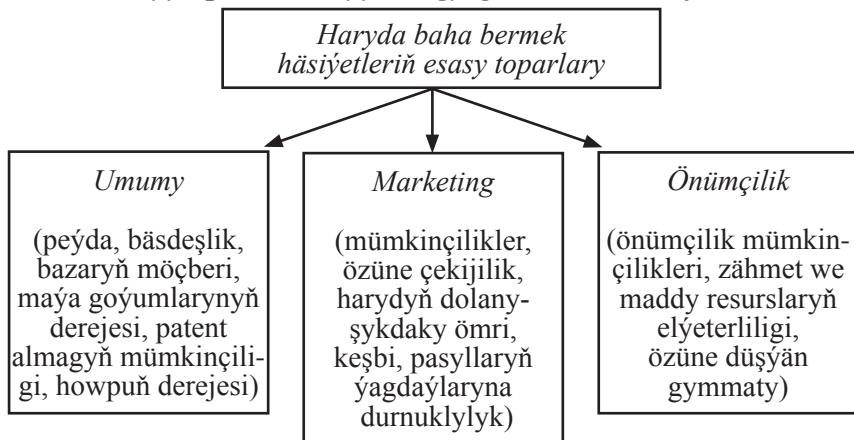 Haryda baha bermek
häsiýetleriň esasy toparlary
Umumy
(peýda, bäsdeşlik,
bazaryň möçberi,
maýa goýumlarynyň
derejesi, patent
almagyň mümkinçili-
gi, howpuň derejesi)
Marketing
(mümkinçilikler,
özüne çekijilik,
harydyň dolany-
şykdaky ömri,
keşbi, pasyllaryň
ýagdaýlaryna
durnuklylyk)
Önümçilik
(önümçilik mümkin-
çilikleri, zähmet we
maddy resurslaryň
elýeterliligi,
özüne düşýän
gymmaty)